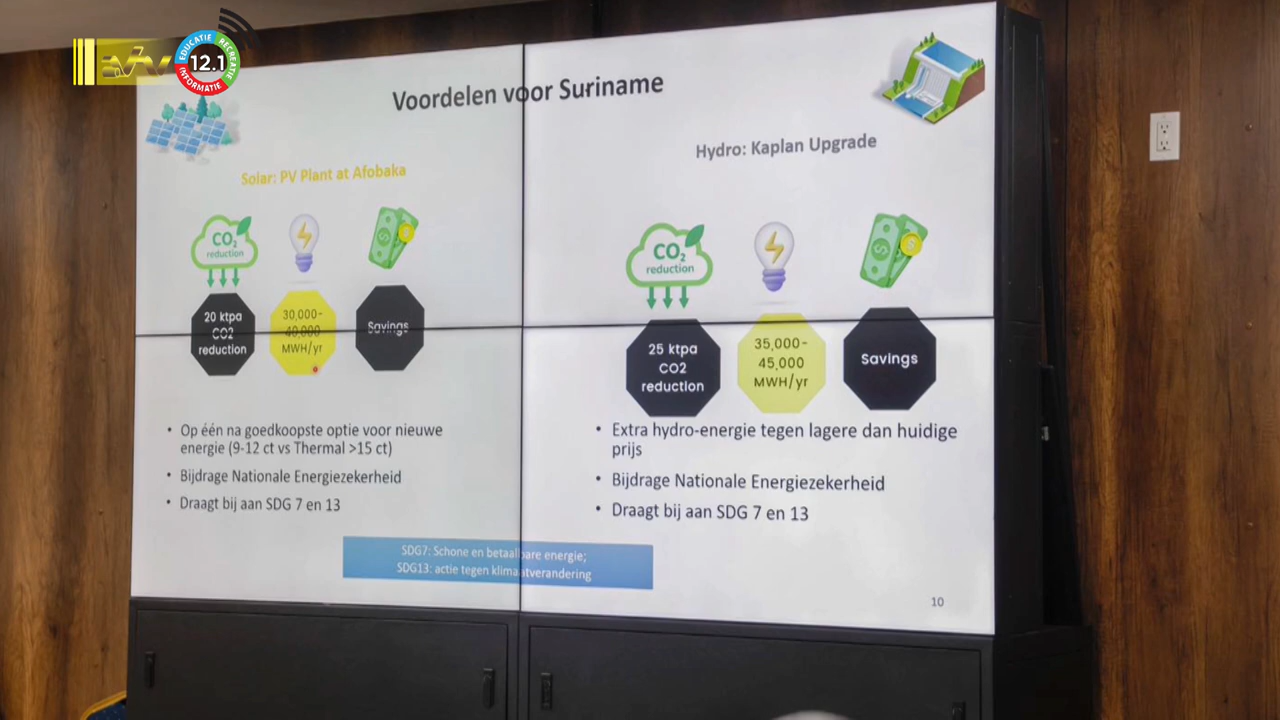 EDUCATIE
RECREATIE
INFORMATIE
12.1
Voordelen voor Suriname
Solar: PV Plant at Afobaka
CO2
reduction
20 ktpa
CO2
reduction
30,000-
40,000
MWH/yr
Savings
• Op één na goedkoopste optie voor nieuwe
energie (9-12 ct vs Thermal >15 ct)
• Bijdrage Nationale Energiezekerheid
• Draagt bij aan SDG 7 en 13
Hydro: Kaplan Upgrade
CO2
reduction
25 ktpa
CO2
reduction
35,000-
45,000
MWH/yr
Savings
• Extra hydro-energie tegen lagere dan huidige
prijs
• Bijdrage Nationale Energiezekerheid
• Draagt bij aan SDG 7 en 13
SDG7: Schone en betaalbare energie;
SDG13: actie tegen klimaatverandering
10